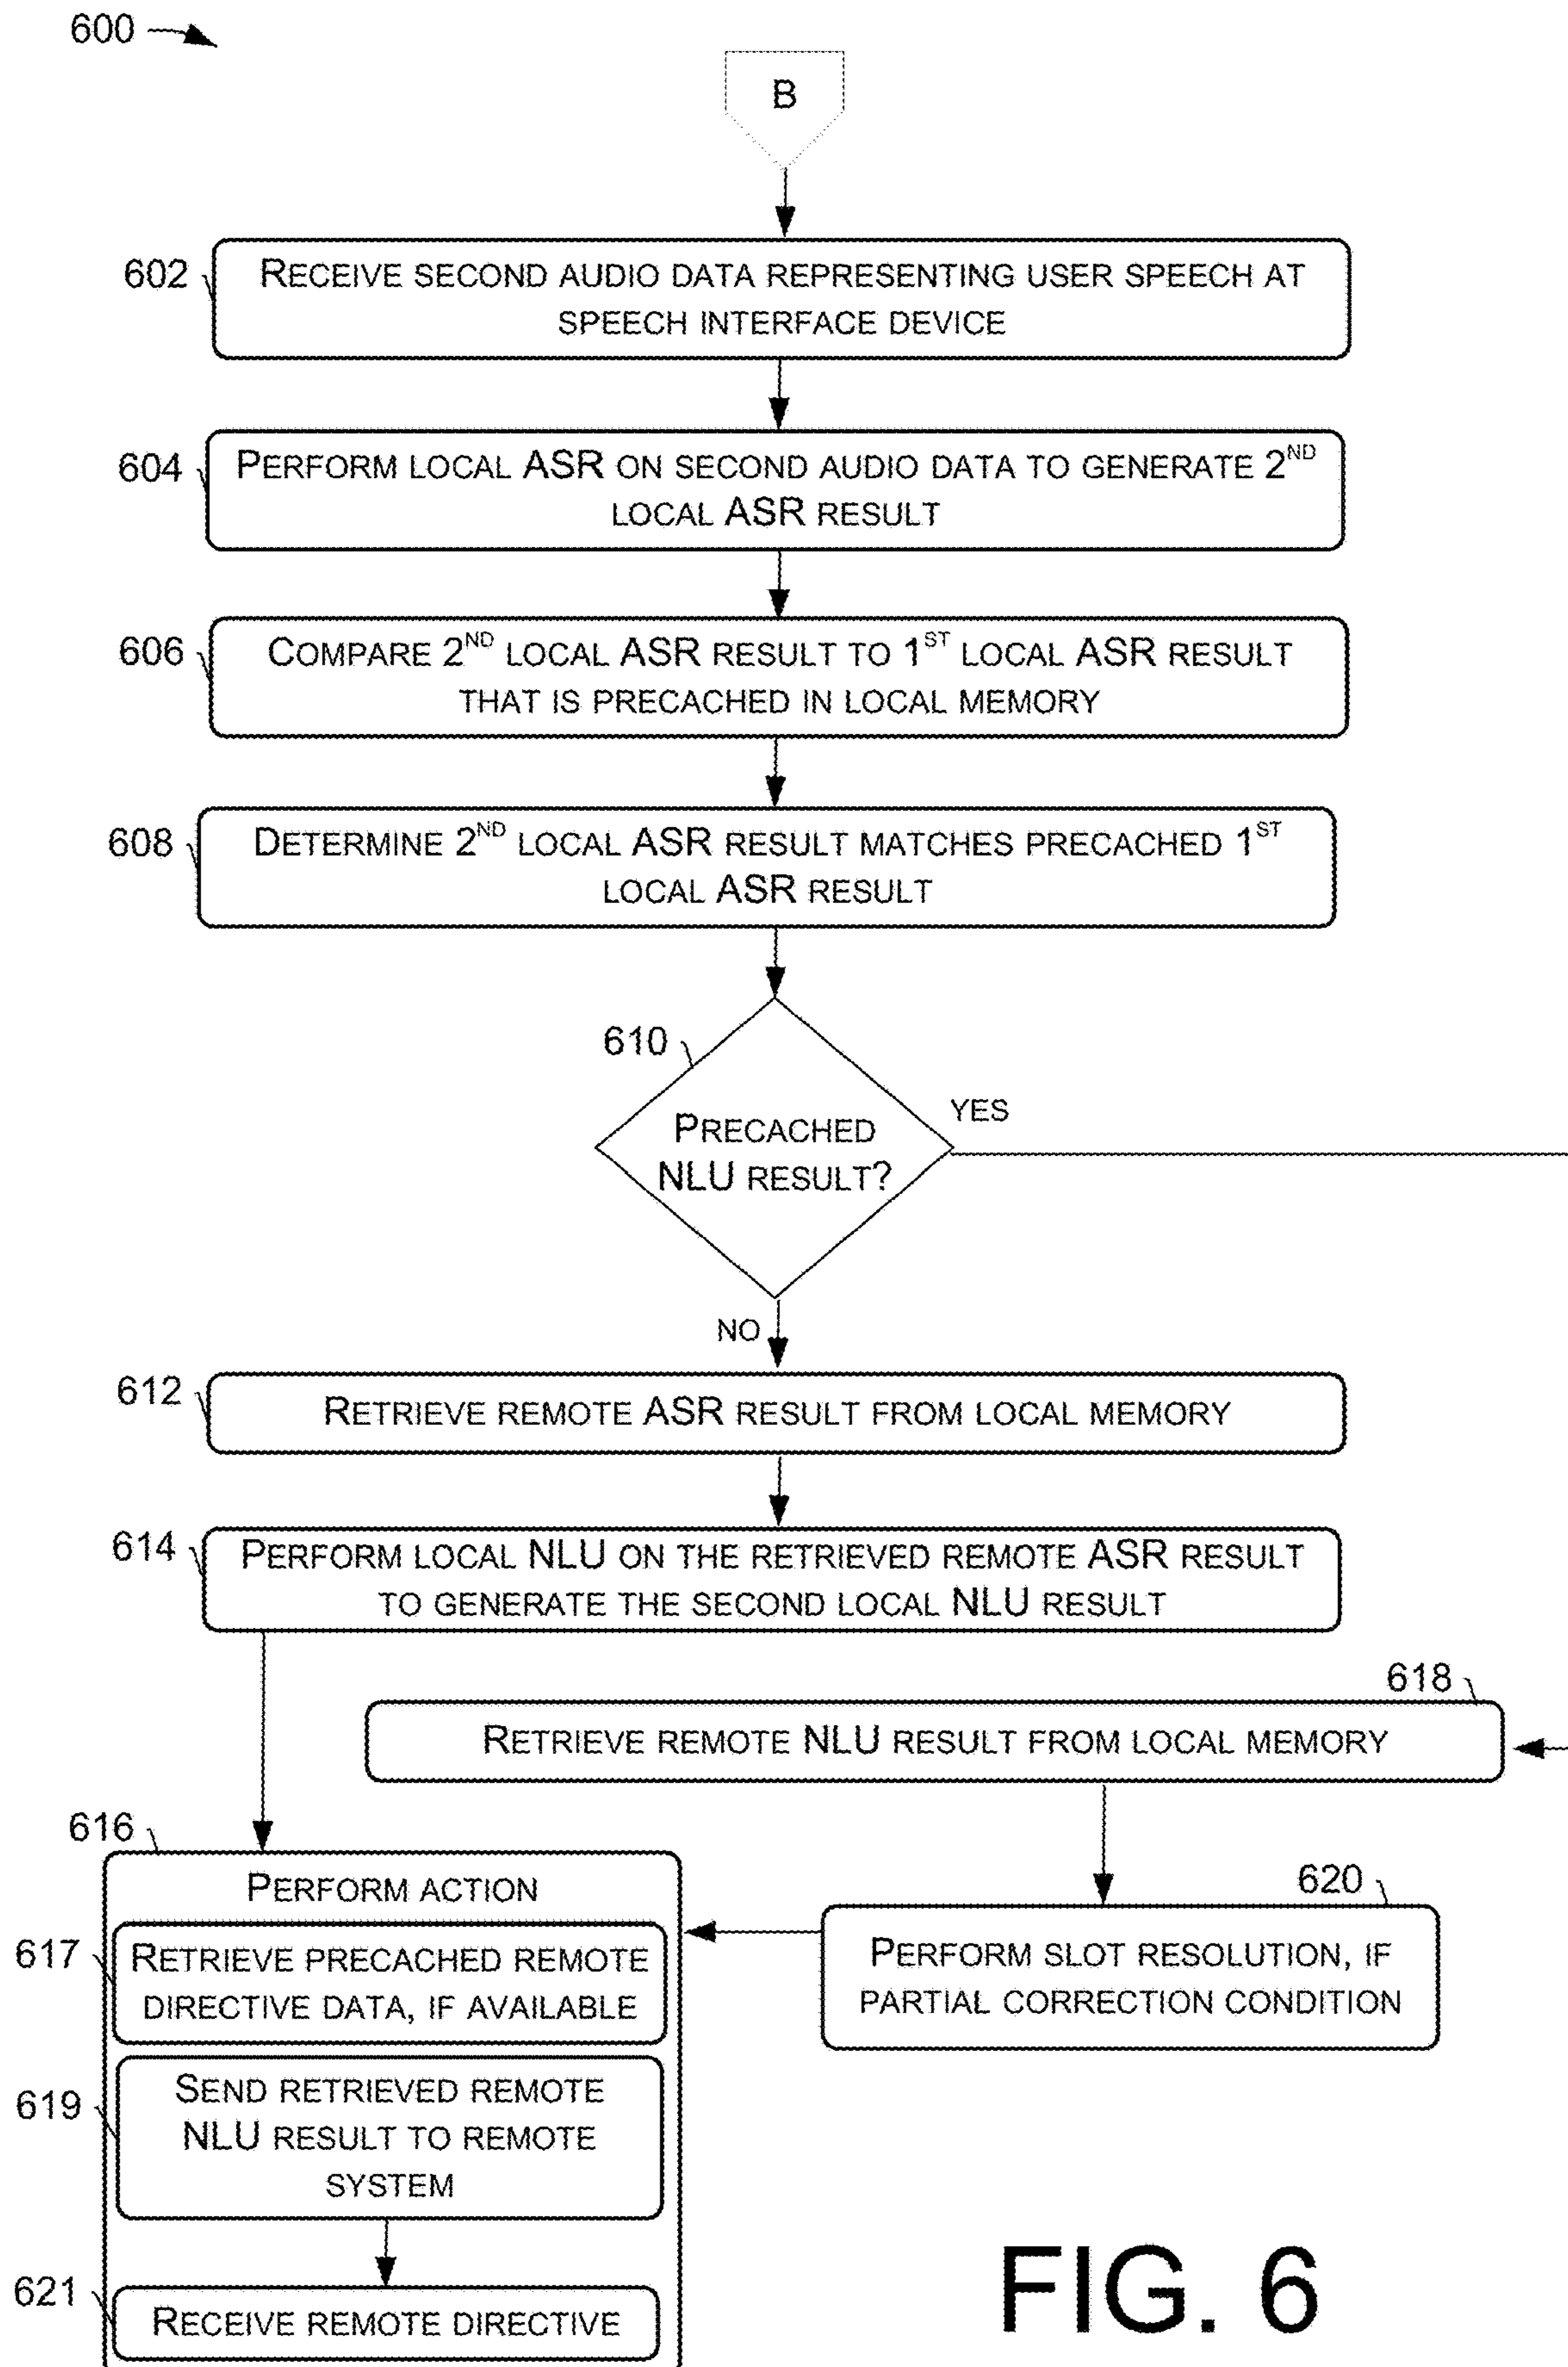 600
B
602
RECEIVE SECOND AUDIO DATA REPRESENTING USER SPEECH AT
SPEECH INTERFACE DEVICE
604
PERFORM LOCAL ASR ON SECOND AUDIO DATA TO GENERATE 2ND
LOCAL ASR RESULT
606
COMPARE 2ND LOCAL ASR RESULT TO 1ST LOCAL ASR RESULT
THAT IS PRECACHED IN LOCAL MEMORY
608
DETERMINE 2ND LOCAL ASR RESULT MATCHES PRECACHED 1ST
LOCAL ASR RESULT
610
PRECACHED
NLU RESULT?
YES
NO
612
RETRIEVE REMOTE ASR RESULT FROM LOCAL MEMORY
614
PERFORM LOCAL NLU ON THE RETRIEVED REMOTE ASR RESULT
TO GENERATE THE SECOND LOCAL NLU RESULT
618
RETRIEVE REMOTE NLU RESULT FROM LOCAL MEMORY
616
PERFORM ACTION
617
RETRIEVE PRECACHED REMOTE
DIRECTIVE DATA, IF AVAILABLE
620
PERFORM SLOT RESOLUTION, IF
PARTIAL CORRECTION CONDITION
619
SEND RETRIEVED REMOTE
NLU RESULT TO REMOTE
SYSTEM
621
RECEIVE REMOTE DIRECTIVE
FIG. 6